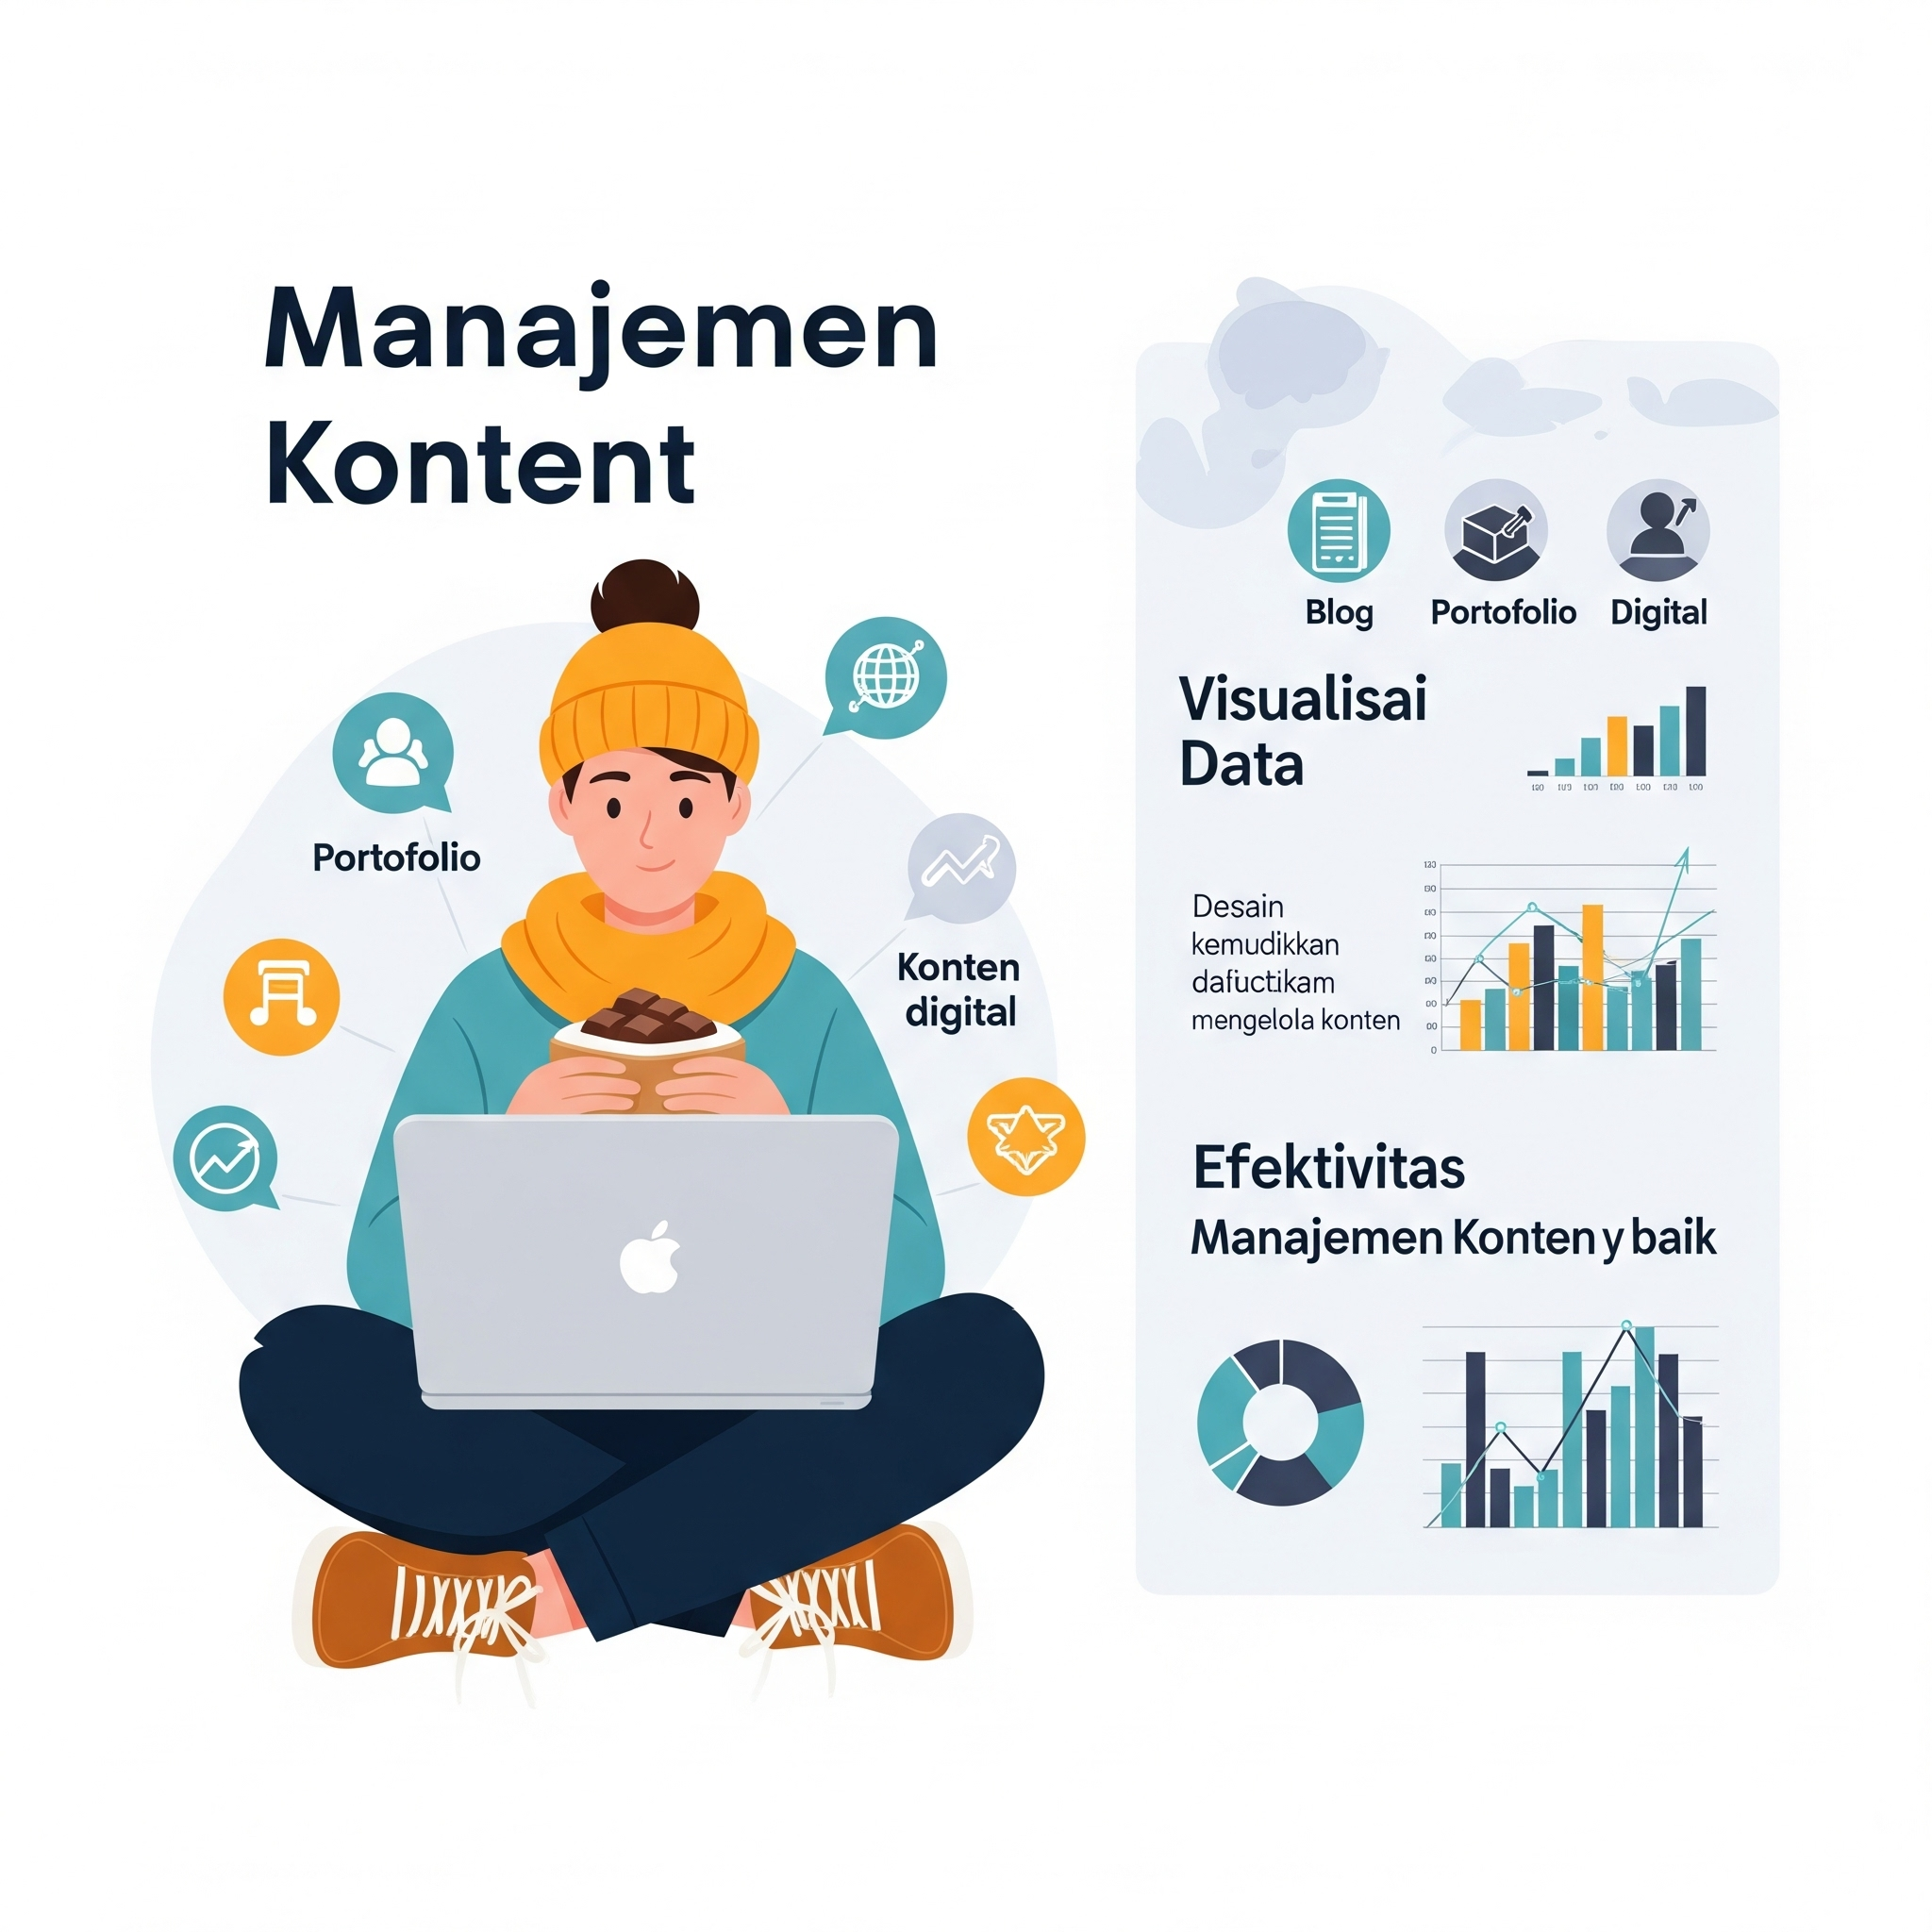 Manajemen
Kontent
Portofolio
Konten
digital
Blog
Portofolio
Digital
Visualisai
Data
Desain
kemudikkan
dafuctikam
mengelola konten
0
Efektivitas
Manajemen Konten y baik